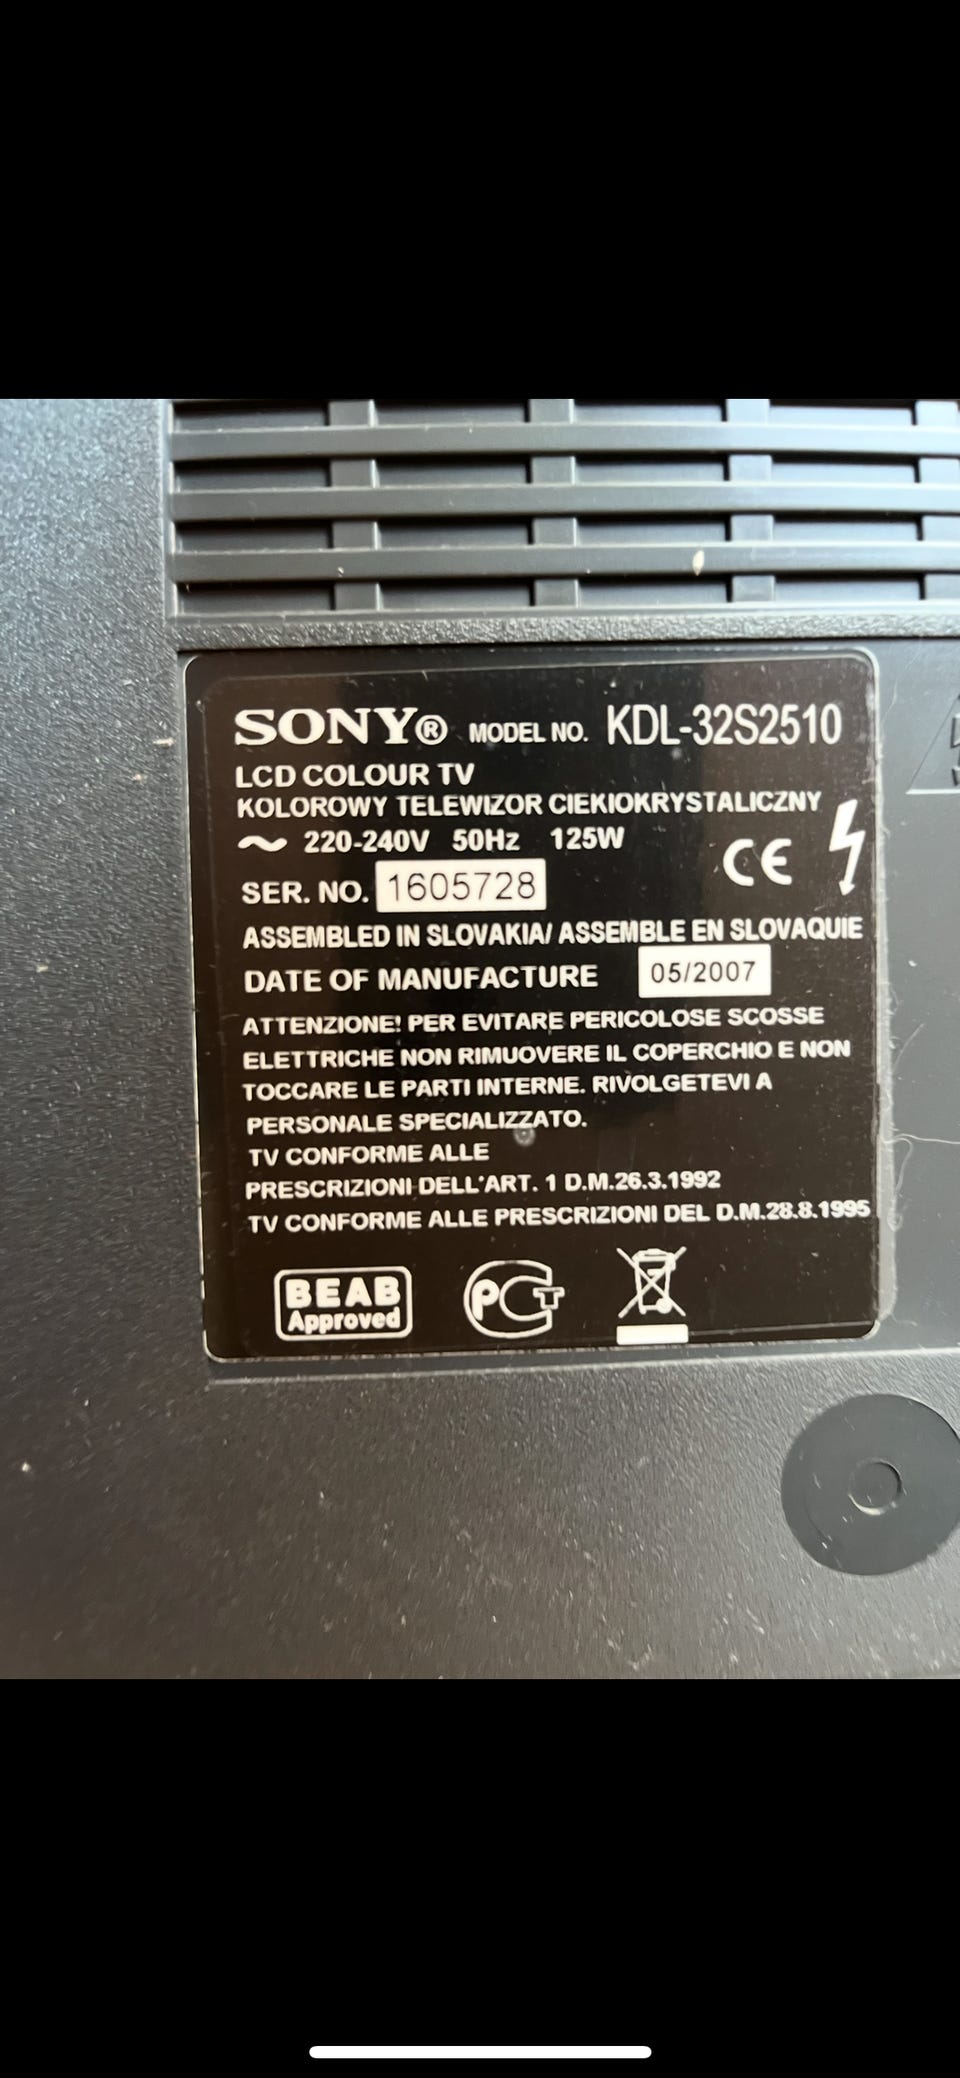 SONY® MODEL NO. KDL-32S2510
LCD COLOUR TV
KOLOROWY TELEWIZOR CIEKIOKRYSTALICZNY
~ 220-240V 50Hz 125W
CE
SER. NO. 1605728
ASSEMBLED IN SLOVAKIA/ ASSEMBLE EN SLOVAQUIE
DATE OF MANUFACTURE 05/2007
ATTENZIONE! PER EVITARE PERICOLOSE SCOSSE
ELETTRICHE NON RIMUOVERE IL COPERCHIO E NON
TOCCARE LE PARTI INTERNE. RIVOLGETEVI A
PERSONALE SPECIALIZZATO.
TV CONFORME ALLE
PRESCRIZIONI DELL'ART. 1 D.M.26.3.1992
TV CONFORME ALLE PRESCRIZIONI DEL D.M.28.8.1995
BEAB
Approved
PCT